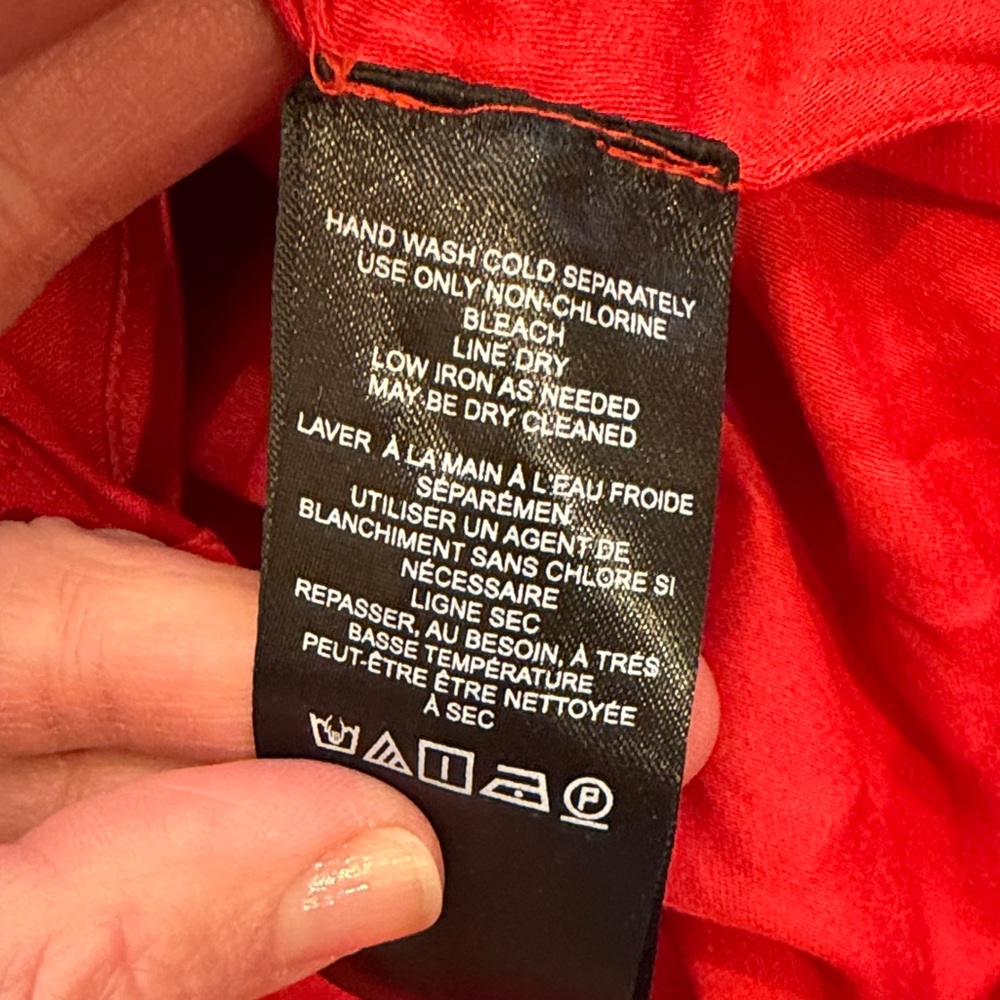 HAND WASH COLD SEPARATELY
USE ONLY NON-CHLORINE
BLEACH
LINE DRY
LOW IRON AS NEEDED
MAY BE DRY CLEANED
LAVER À LA MAIN À L'EAU FROIDE
SÉPARÉMEN
UTILISER UN AGENT DE
BLANCHIMENT SANS CHLORE SI
NÉCESSAIRE
LIGNE SEC
REPASSER, AU BESOIN, À TRÉS
BASSE TEMPÉRATURE
PEUT-ÊTRE ÊTRE NETTOYÉE
À SEC
P